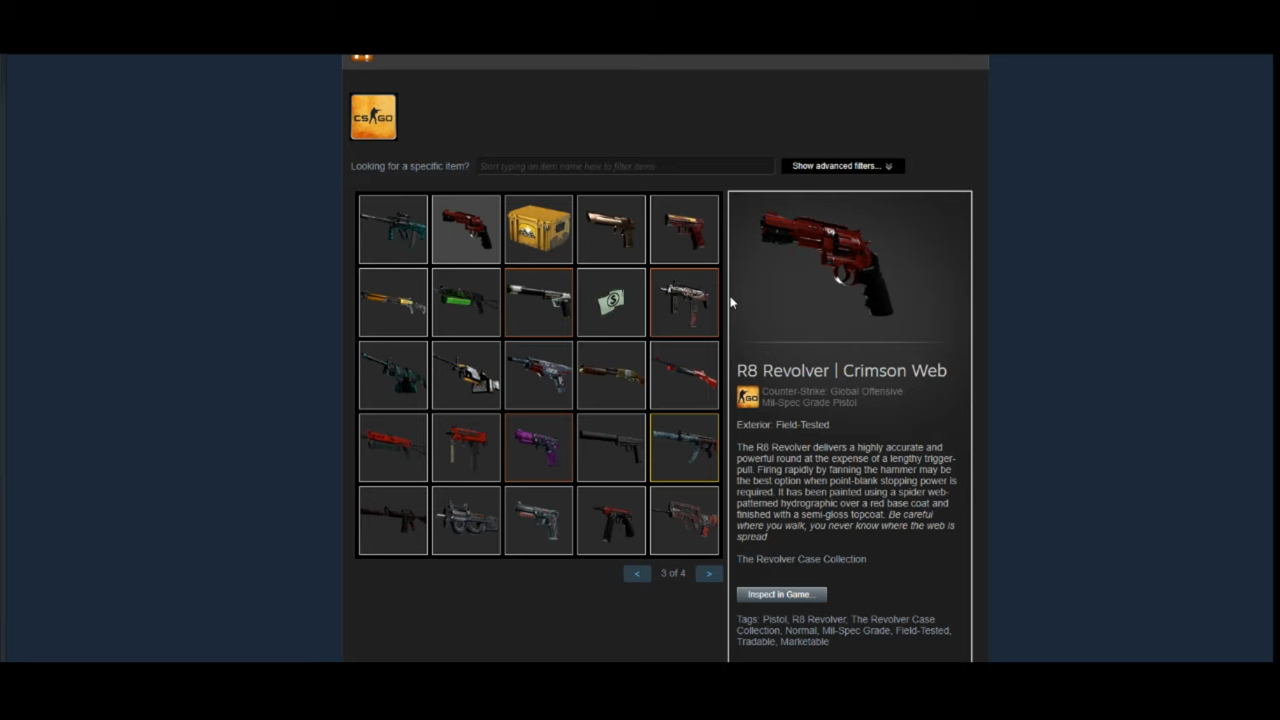 CS GO
Looking for a specific item? Start typing an item name here to filter items
Show advanced filters...
R8 Revolver | Crimson Web
Counter-Strike: Global Offensive
Mil-Spec Grade Pistol
Exterior: Field-Tested
The R8 Revolver delivers a highly accurate and
powerful round at the expense of a lengthy trigger-
pull. Firing rapidly by fanning the hammer may be
the best option when point-blank stopping power is
required. It has been painted using a spider web-
patterned hydrographic over a red base coat and
finished with a semi-gloss topcoat. Be careful
where you walk, you never know where the web is
spread
The Revolver Case Collection
< 3 of 4 >
Inspect in Game...
Tags: Pistol, R8 Revolver, The Revolver Case
Collection, Normal, Mil-Spec Grade, Field-Tested,
Tradable, Marketable